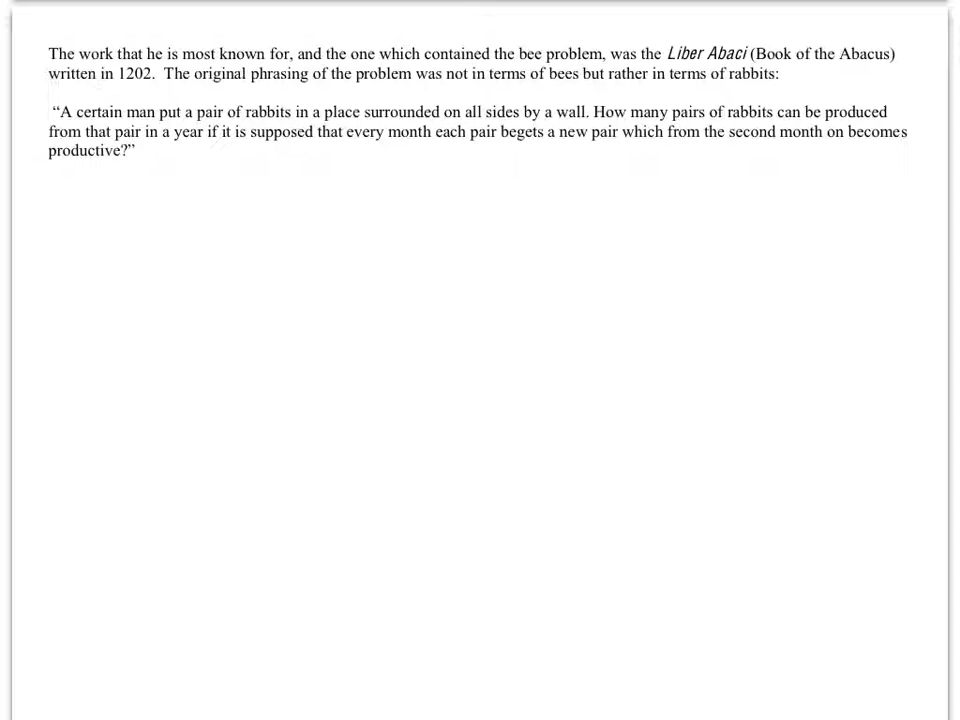 The work that he is most known for, and the one which contained the bee problem, was the Liber Abaci (Book of the Abacus)
written in 1202.  The original phrasing of the problem was not in terms of bees but rather in terms of rabbits:
“A certain man put a pair of rabbits in a place surrounded on all sides by a wall. How many pairs of rabbits can be produced
from that pair in a year if it is supposed that every month each pair begets a new pair which from the second month on becomes
productive?”